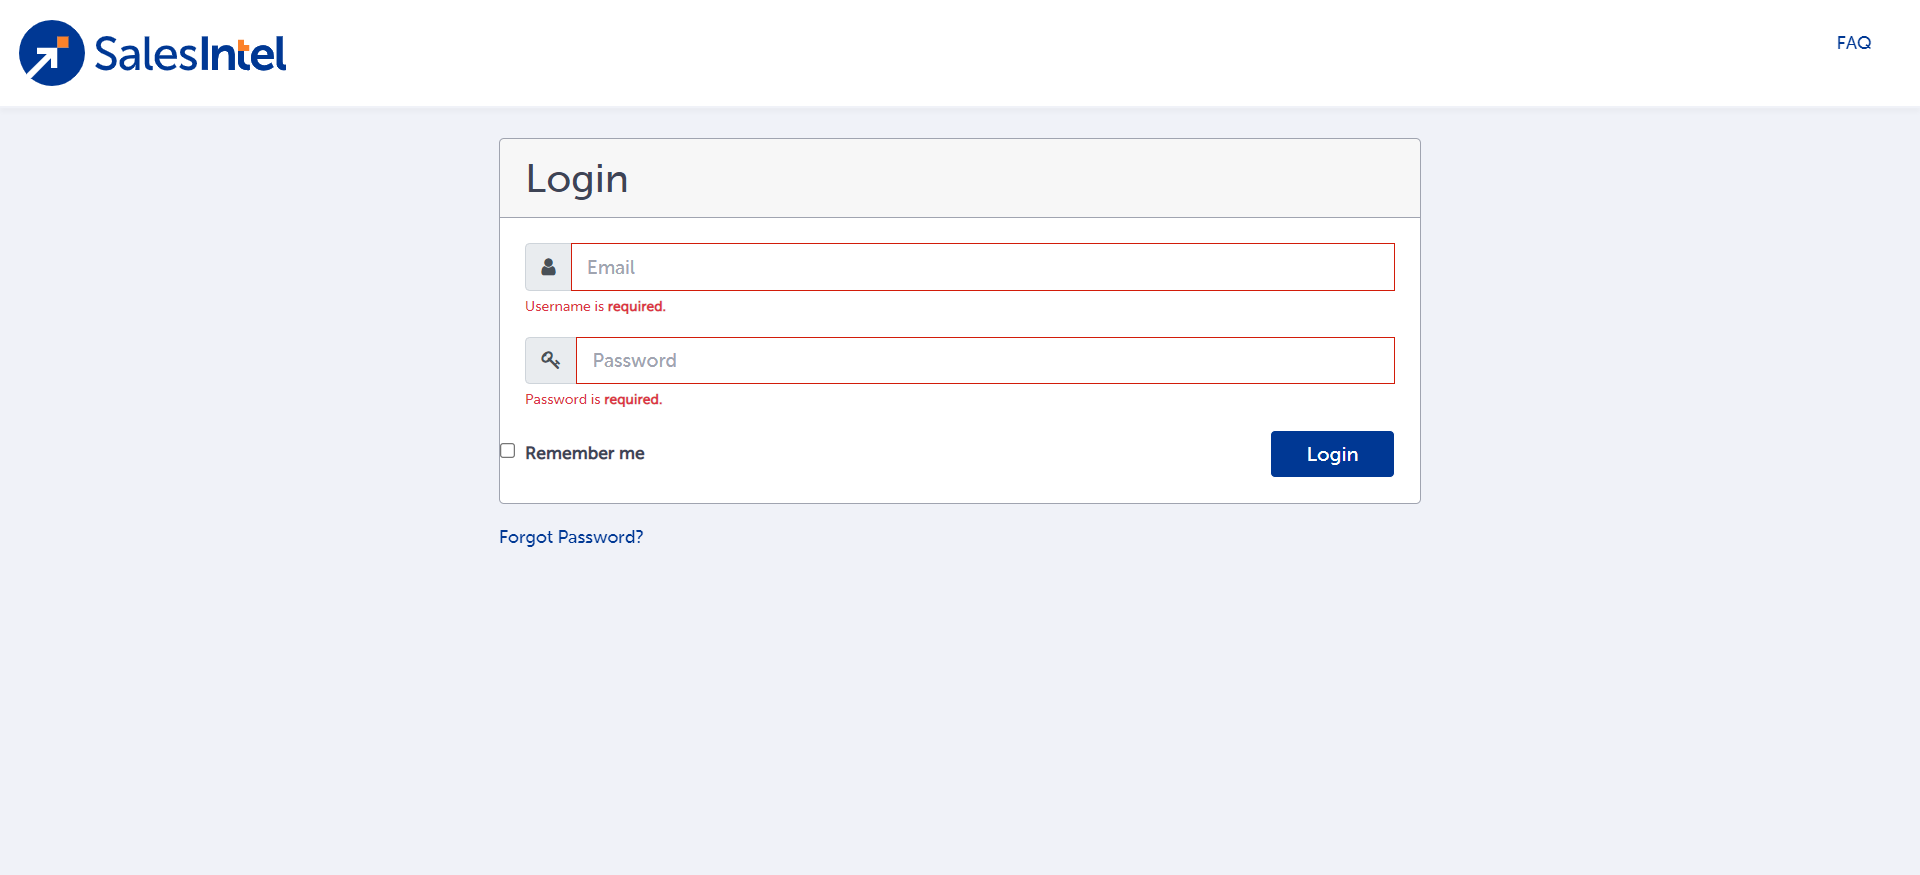 SalesIntel
FAQ
Login
Email
Username is required.
Password
Password is required.
Remember me
Login
Forgot Password?